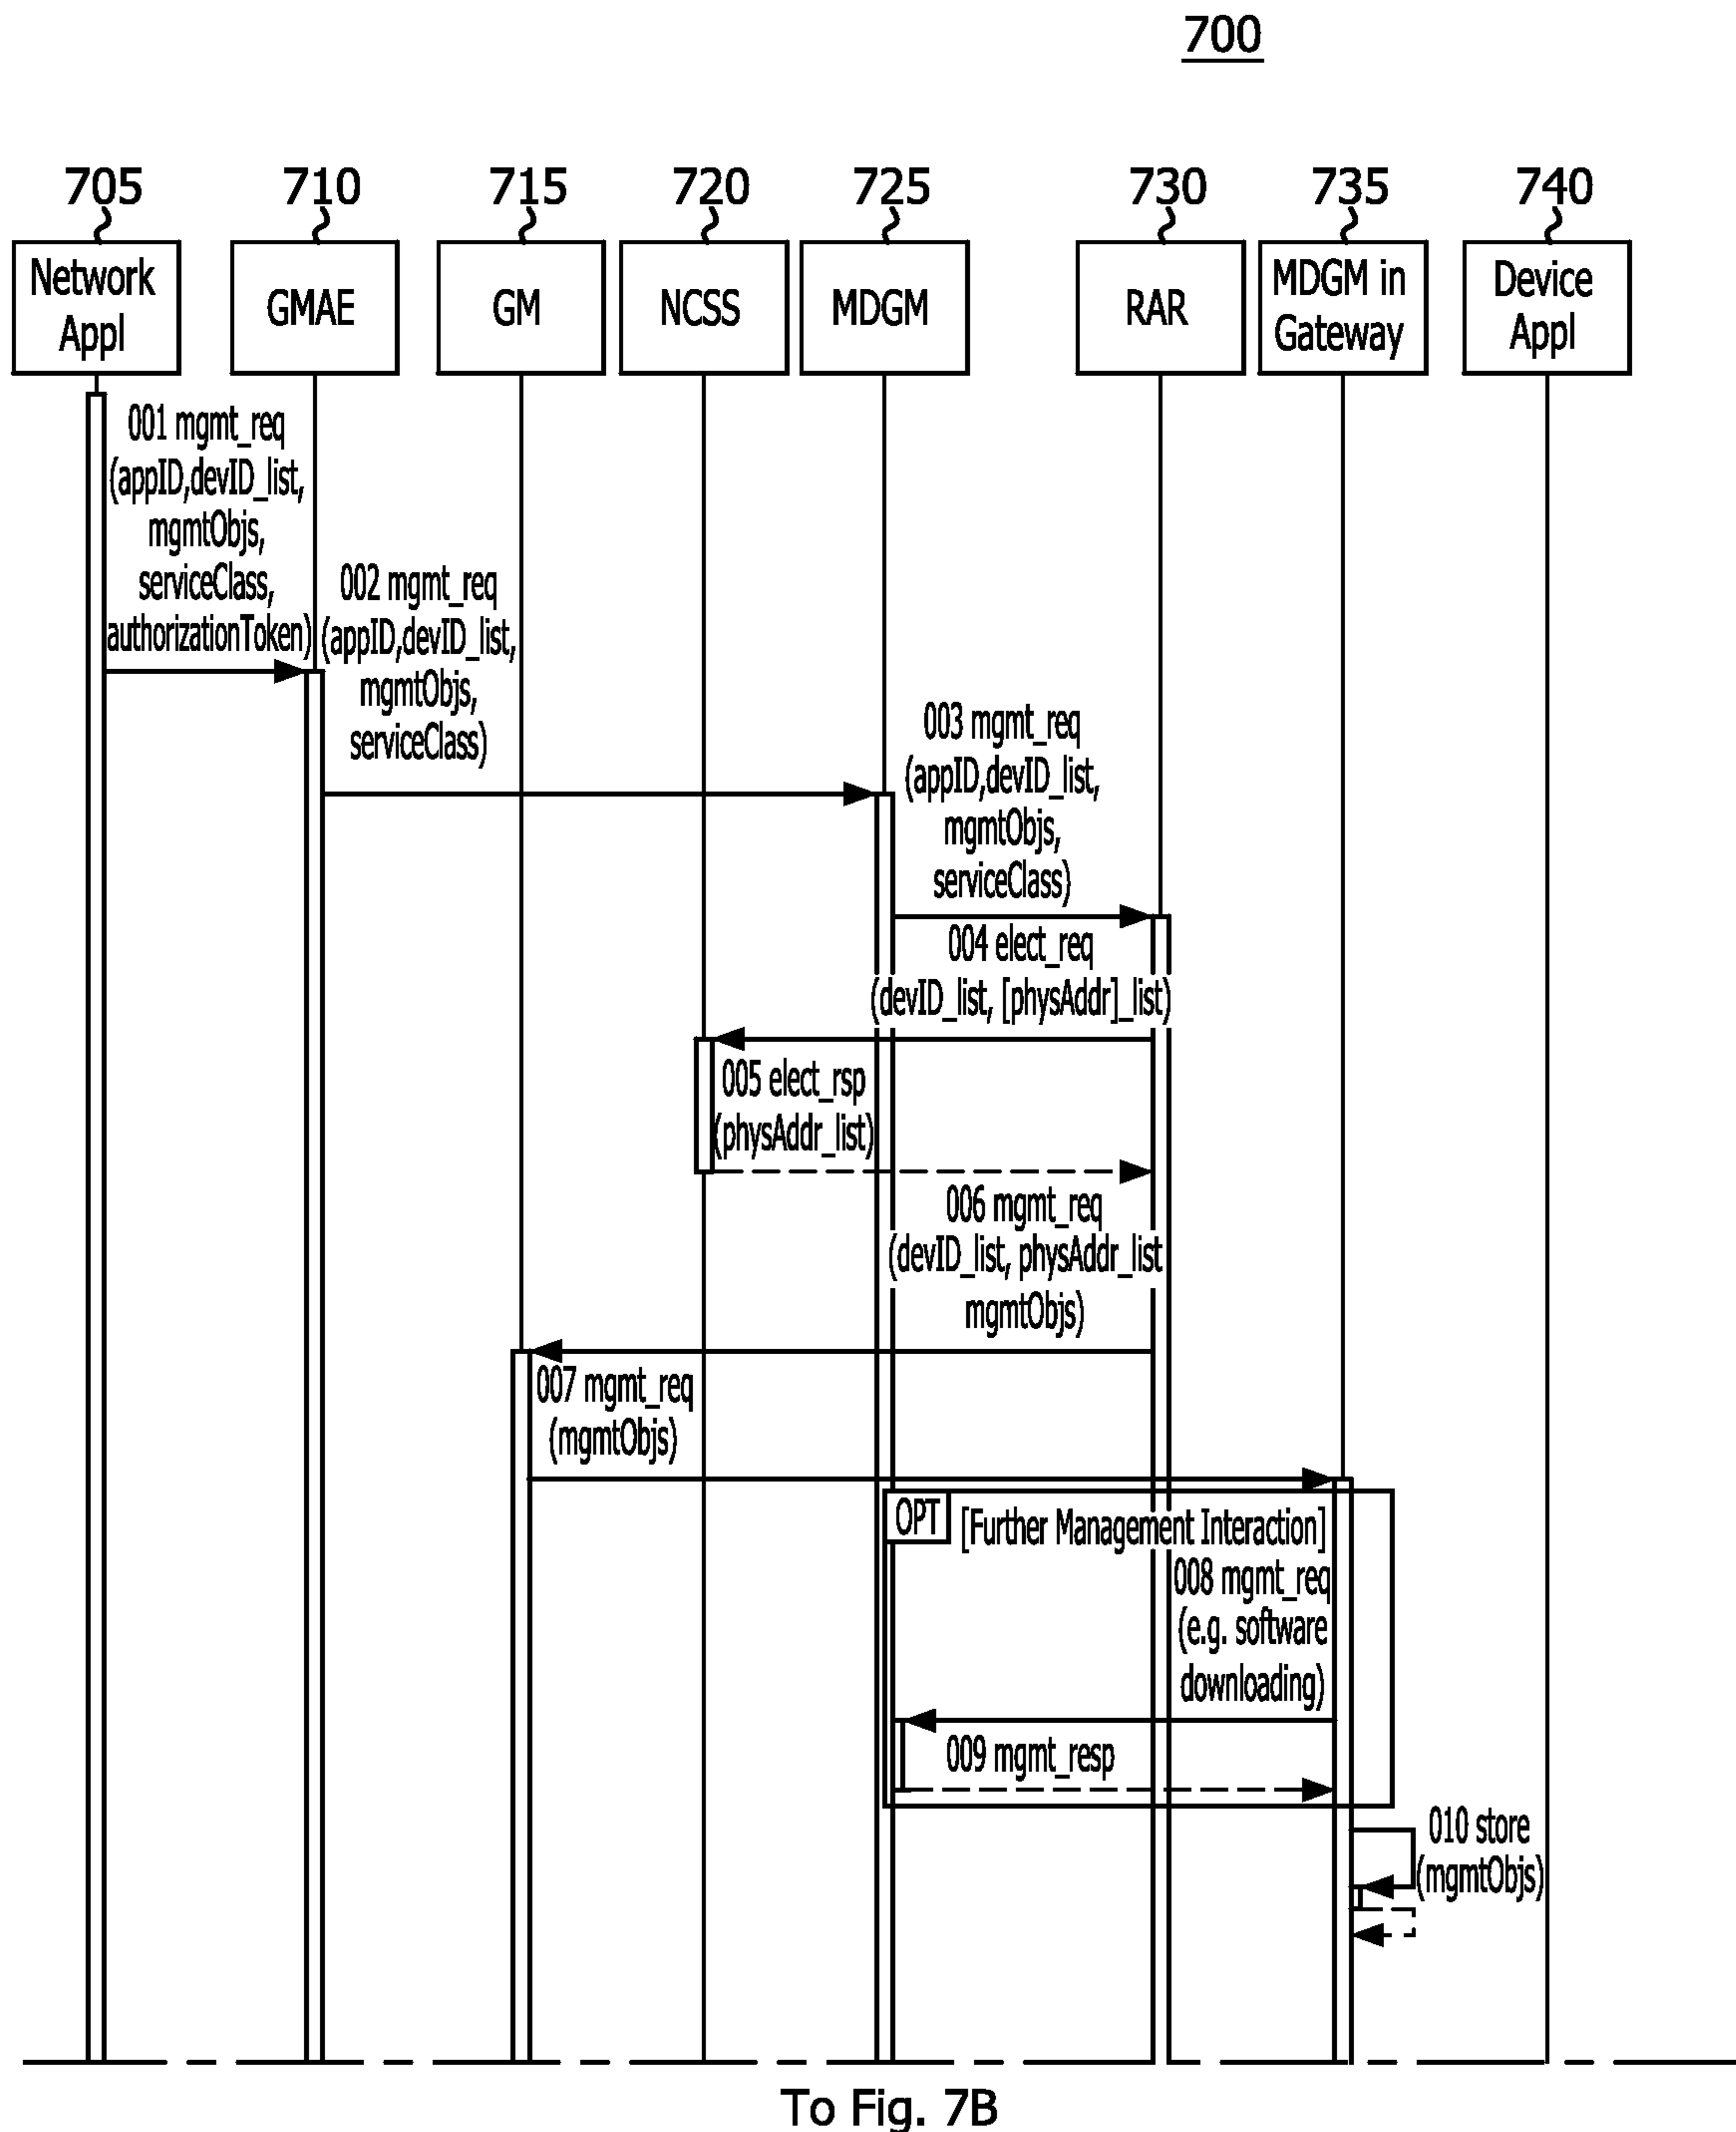 700
705
710
715
720
725
730
735
740
Network
Appl
GMAE
GM
NCSS
MDGM
RAR
MDGM in
Gateway
Device
Appl
001 mgmt_req
(appID,devID_list,
mgmtObjs,
serviceClass,
authorizationToken)
002 mgmt_req
(appID,devID_list,
mgmtObjs,
serviceClass)
003 mgmt_req
(appID,devID_list,
mgmtObjs,
serviceClass)
004 elect_req
(devID_list, [physAddr]_list)
005 elect_rsp
(physAddr_list)
006 mgmt_req
(devID_list, physAddr_list
mgmtObjs)
007 mgmt_req
(mgmtObjs)
OPT
[Further Management Interaction]
008 mgmt_req
(e.g. software
downloading)
009 mgmt_resp
010 store
(mgmtObjs)
To Fig. 7B